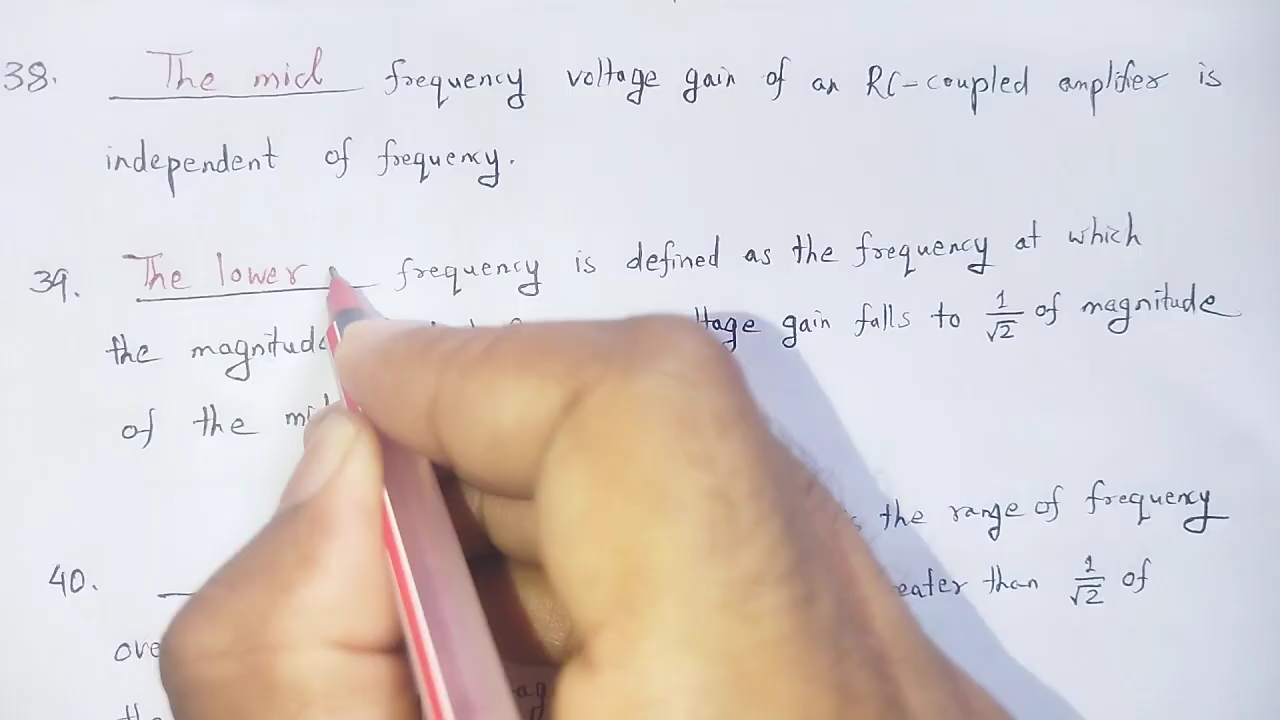 38. The mid frequency voltage gain of an RC-coupled amplifier is
independent of frequency.
39. The lower frequency is defined as the frequency at which
the magnitude gain falls to 1/√2 of magnitude
of the
40. the range of frequency
than 1/√2 of